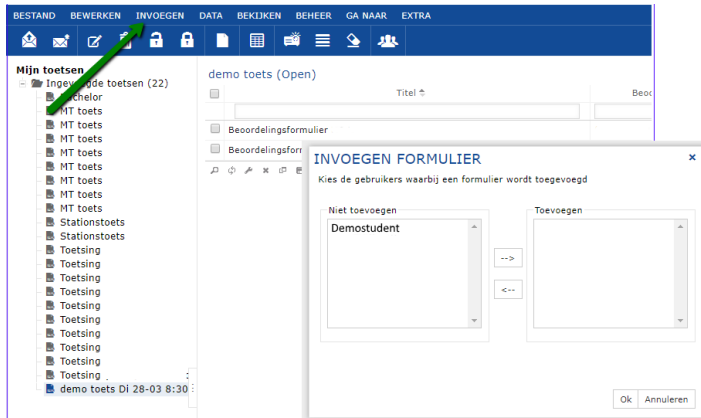 BESTAND BEWERKEN INVOEGEN DATA BEKIJKEN BEHEER GA NAAR EXTRA
Mijn toetsen
Ingevoegde toetsen (22)
Bachelor
MT toets
MT toets
MT toets
MT toets
MT toets
MT toets
MT toets
MT toets
Stationstoets
Stationstoets
Toetsing
Toetsing
Toetsing
Toetsing
Toetsing
Toetsing
Toetsing
Toetsing
Toetsing
Toetsing
demo toets Di 28-03 8:30
demo toets (Open)
Titel
Beoordelingsformulier
INVOEGEN FORMULIER
x
Kies de gebruikers waarbij een formulier wordt toegevoegd
Niet toevoegen
Toevoegen
Demostudent
-->
<--
Ok Annuleren